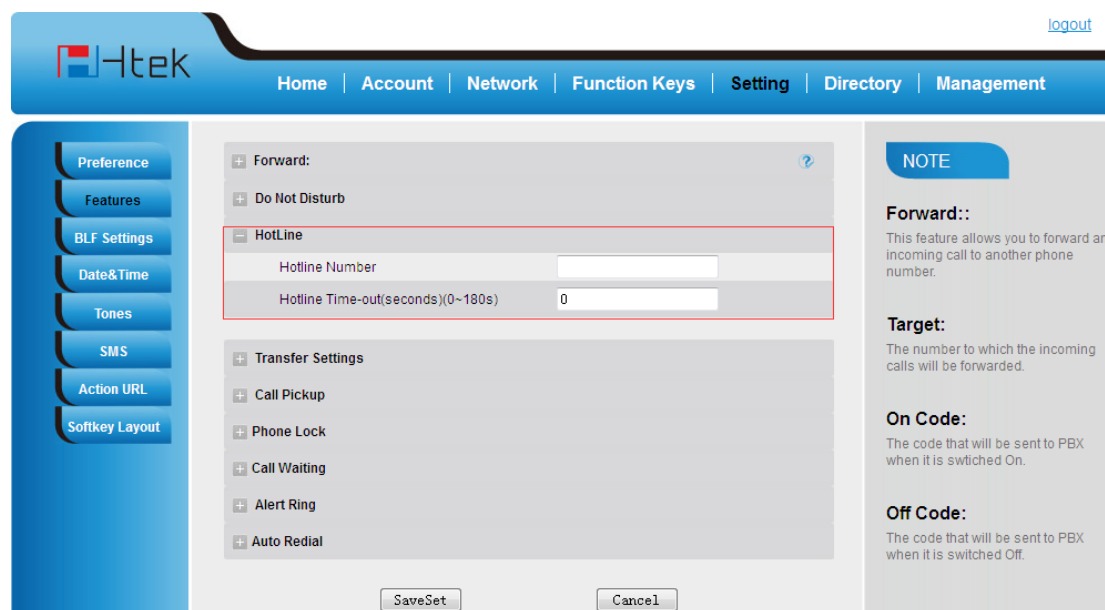 logout
Htek
Home | Account | Network | Function Keys | Setting | Directory | Management
Preference
Features
BLF Settings
Date&Time
Tones
SMS
Action URL
Softkey Layout
Forward:
Do Not Disturb
HotLine
Hotline Number
Hotline Time-out(seconds)(0~180s) 0
Transfer Settings
Call Pickup
Phone Lock
Call Waiting
Alert Ring
Auto Redial
SaveSet Cancel
NOTE
Forward::
This feature allows you to forward
incoming call to another phone
number.
Target:
The number to which the incoming
calls will be forwarded.
On Code:
The code that will be sent to PBX
when it is swtiched On.
Off Code:
The code that will be sent to PBX
when it is switched Off.